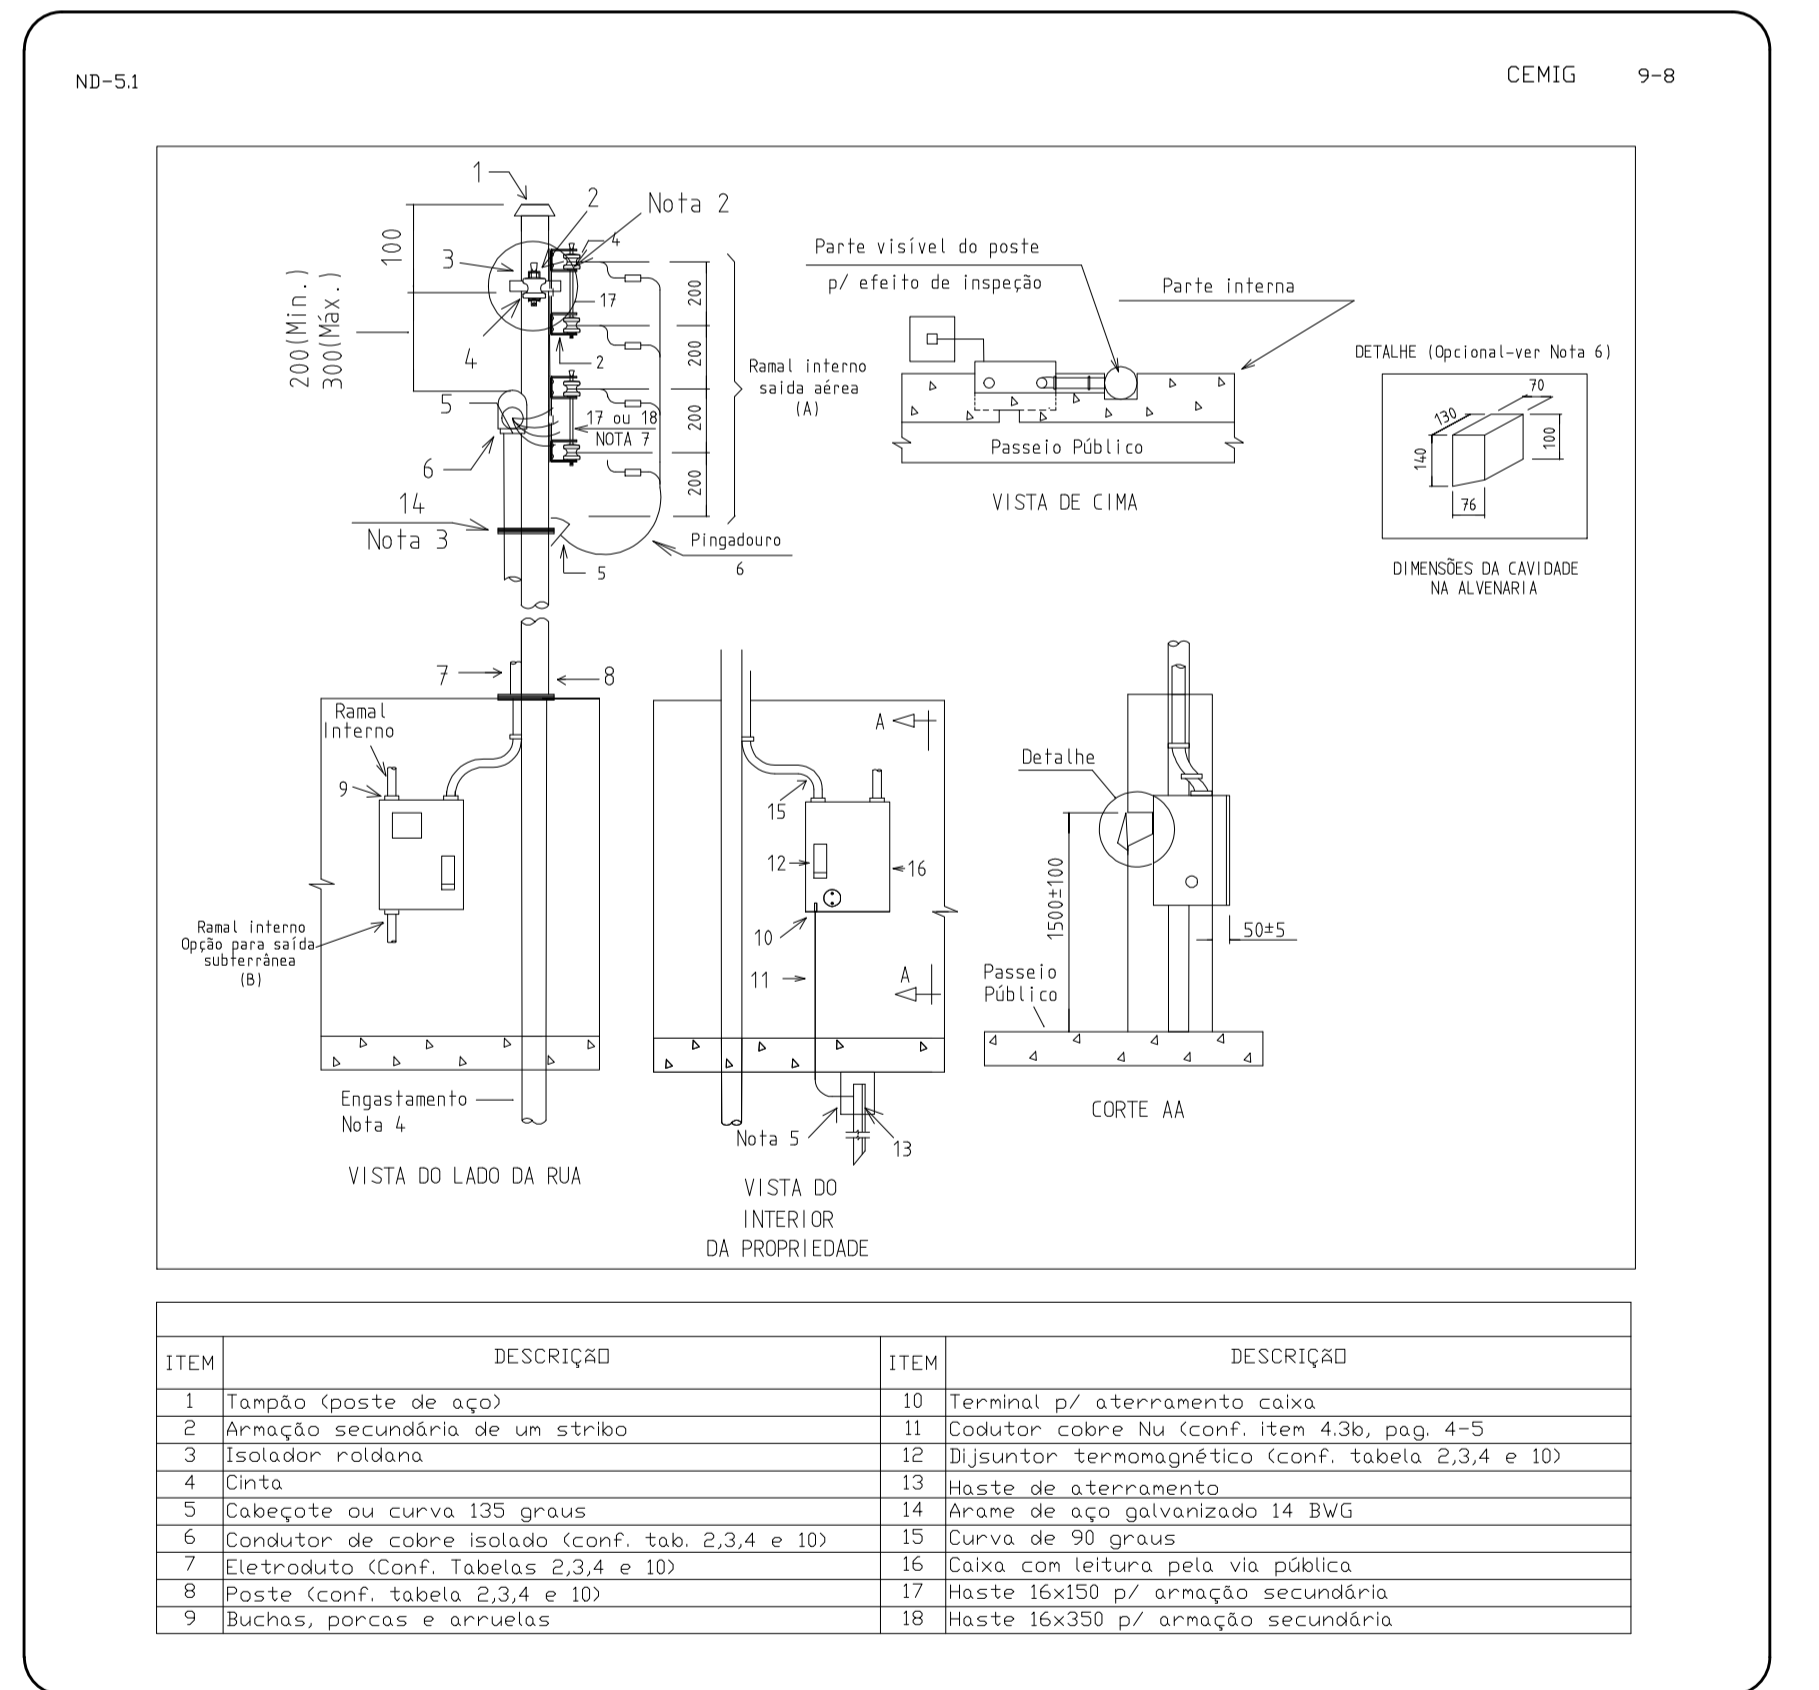 ND-5.1
CEMIG 9-8
1
2
Nota 2
100
3
4
200(Min.)
300(Máx.)
17
4
2
200
200
200
200
Ramal interno
saida aérea
(A)
5
17 ou 18
NOTA 7
6
14
Nota 3
Pingadouro
6
5
Parte visível do poste
p/ efeito de inspeção
Parte interna
Passeio Público
VISTA DE CIMA
DETALHE (Opcional-ver Nota 6)
70
130
140
100
76
DIMENSÕES DA CAVIDADE
NA ALVENARIA
7
8
Ramal
Interno
9
Ramal interno
Opção para saída
subterrânea
(B)
Engastamento
Nota 4
VISTA DO LADO DA RUA
A
15
12
16
10
11
A
Nota 5
13
VISTA DO
INTERIOR
DA PROPRIEDADE
Detalhe
1500±100
50±5
Passeio
Público
CORTE AA
ITEM DESCRIÇÃO ITEM DESCRIÇÃO
1 Tampão (poste de aço) 10 Terminal p/ aterramento caixa
2 Armação secundária de um stribo 11 Codutor cobre Nu (conf. item 4.3b, pag. 4-5
3 Isolador roldana 12 Dijsuntor termomagnético (conf. tabela 2,3,4 e 10)
4 Cinta 13 Haste de aterramento
5 Cabeçote ou curva 135 graus 14 Arame de aço galvanizado 14 BWG
6 Condutor de cobre isolado (conf. tab. 2,3,4 e 10) 15 Curva de 90 graus
7 Eletroduto (Conf. Tabelas 2,3,4 e 10) 16 Caixa com leitura pela via pública
8 Poste (conf. tabela 2,3,4 e 10) 17 Haste 16x150 p/ armação secundária
9 Buchas, porcas e arruelas 18 Haste 16x350 p/ armação secundária